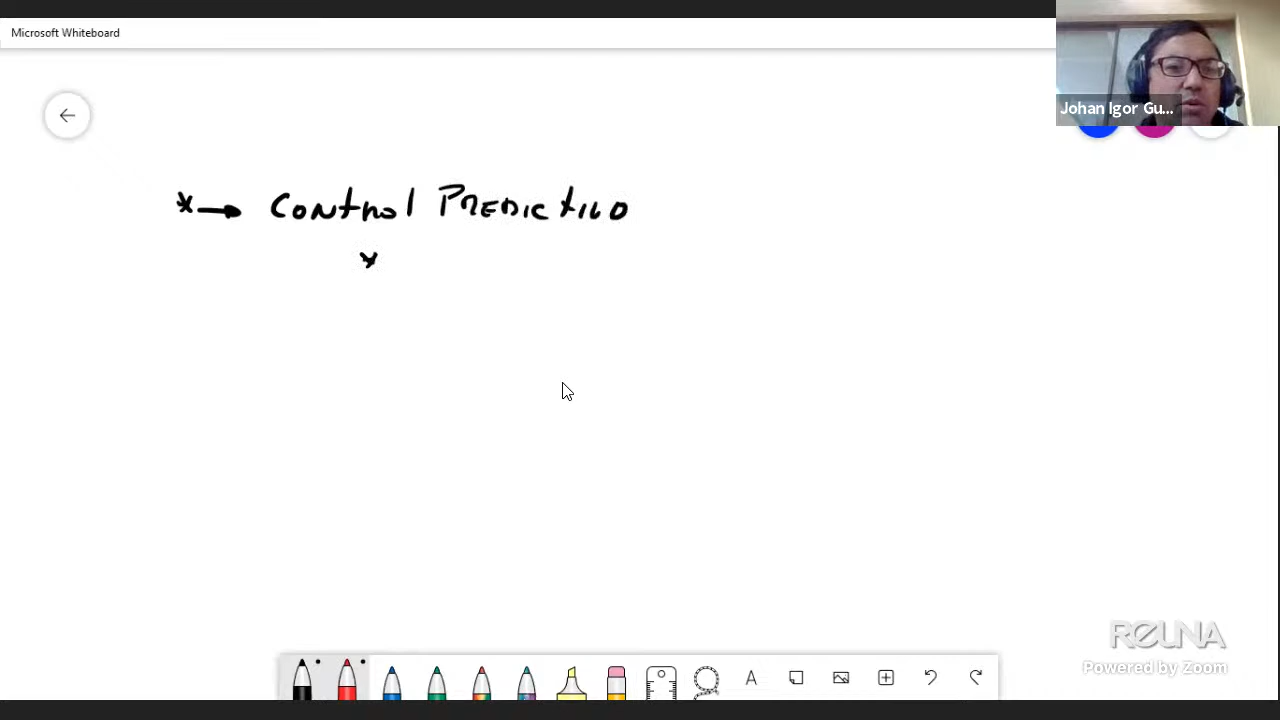 Microsoft Whiteboard
Johan Igor Gu...
*→ Control PREDICTIVO
*
A
REUNA
Powered by Zoom